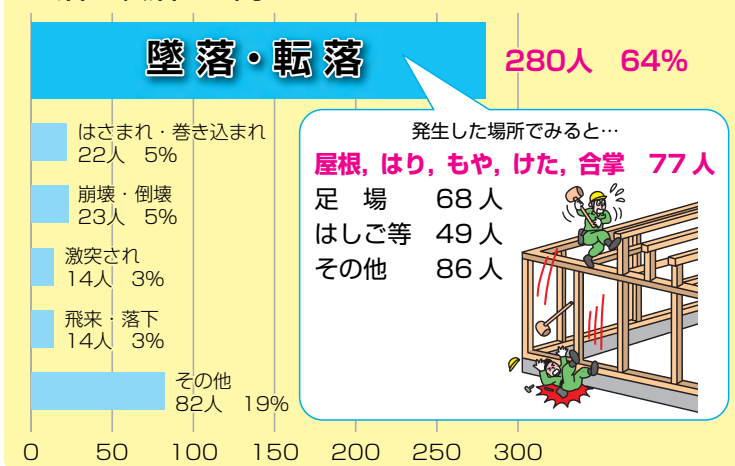 墜落・転落
280人 64%
はさまれ・巻き込まれ
22人 5%
崩壊・倒壊
23人 5%
激突され
14人 3%
飛来・落下
14人 3%
その他
82人 19%
発生した場所でみると…
屋根, はり, もや, けた, 合掌 77人
足 場 68人
はしご等 49人
その他 86人
0 50 100 150 200 250 300